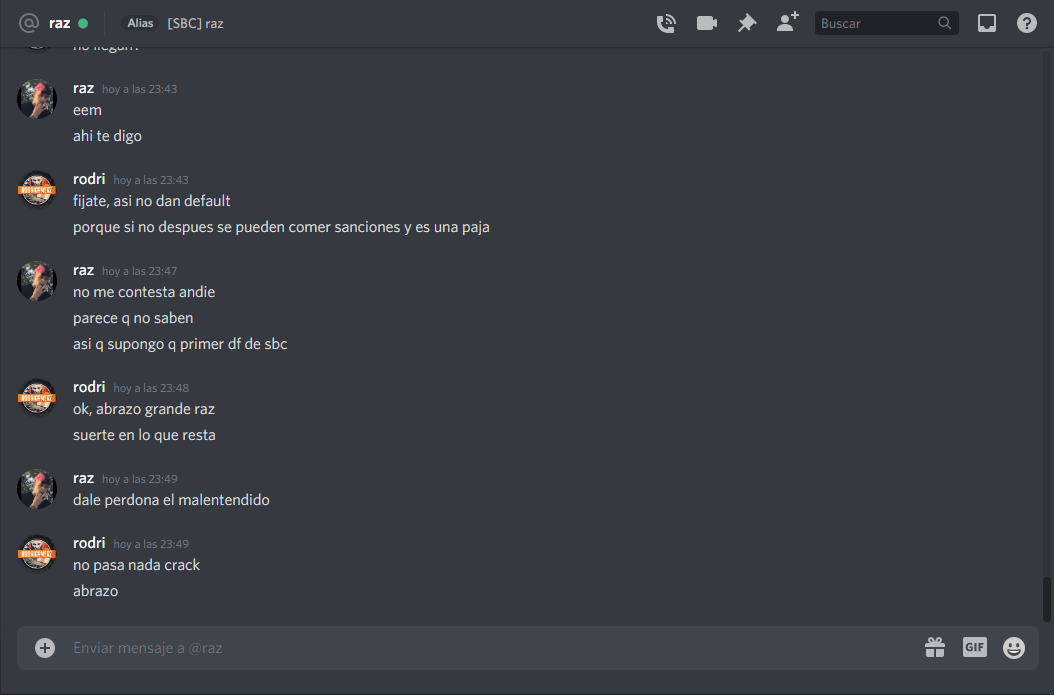 @ raz Alias [SBC] raz Buscar
no llegan?
raz hoy a las 23:43
eem
ahi te digo
rodri hoy a las 23:43
fijate, asi no dan default
porque si no despues se pueden comer sanciones y es una paja
raz hoy a las 23:47
no me contesta andie
parece q no saben
asi q supongo q primer df de sbc
rodri hoy a las 23:48
ok, abrazo grande raz
suerte en lo que resta
raz hoy a las 23:49
dale perdona el malentendido
rodri hoy a las 23:49
no pasa nada crack
abrazo
Enviar mensaje a @raz GIF